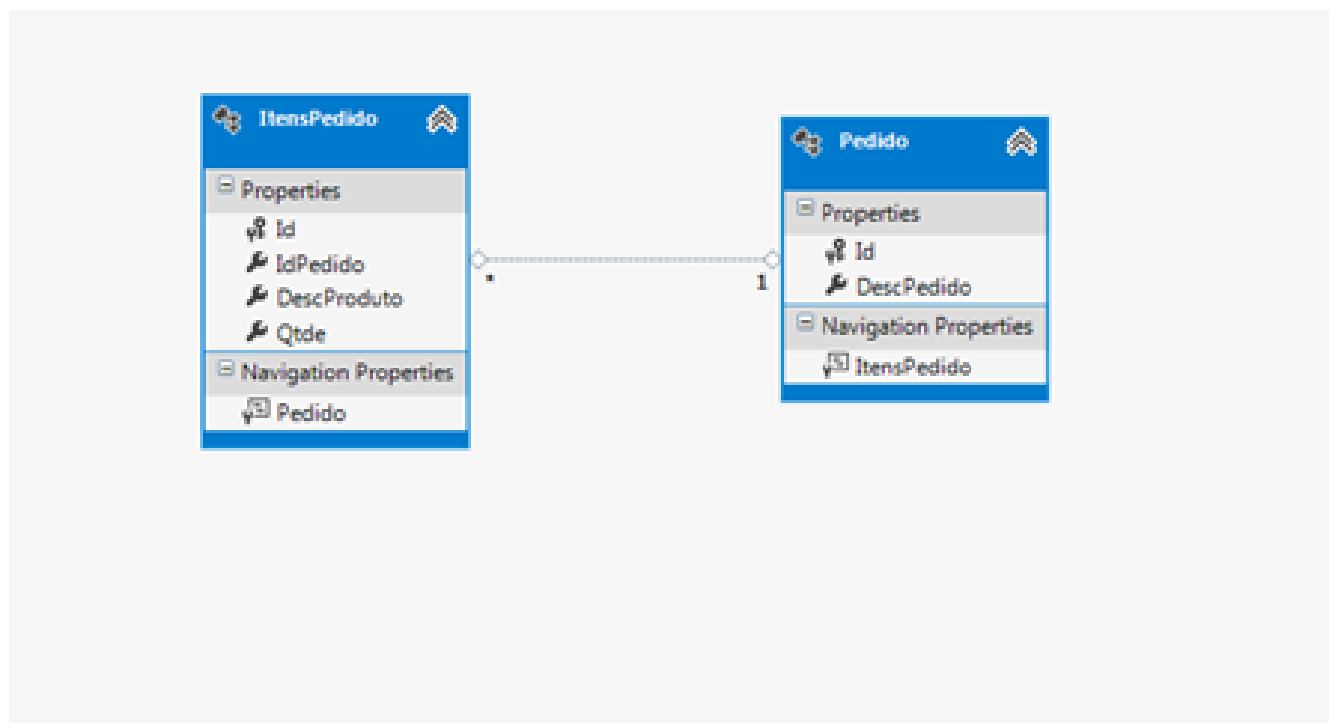 ItensPedido
Properties
Id
IdPedido
DescProduto
Qtde
Navigation Properties
Pedido
*
1
Pedido
Properties
Id
DescPedido
Navigation Properties
ItensPedido